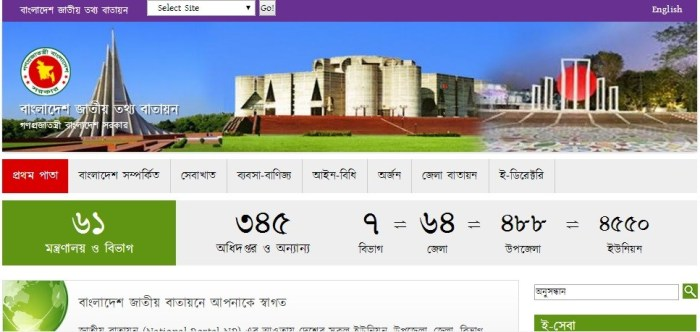 বাংলাদেশ জাতীয় তথ্য বাতায়ন Select Site Go! English
বাংলাদেশ জাতীয় তথ্য বাতায়ন
গণপ্রজাতন্ত্রী বাংলাদেশ সরকার
প্রথম পাতা বাংলাদেশ সম্পর্কিত সেবাখাত ব্যবসা-বাণিজ্য আইন-বিধি অর্জন জেলা বাতায়ন ই-ডিরেক্টরি
৬১ ৩৪৫ ৭ = ৬৪ = ৪৮৮ = ৪৫৫০
মন্ত্রণালয় ও বিভাগ অধিদপ্তর ও অন্যান্য বিভাগ জেলা উপজেলা ইউনিয়ন
বাংলাদেশ জাতীয় বাতায়নে আপনাকে স্বাগত
অনুসন্ধান
জাতীয় বাতায়ন (National Portal এর আওতায় দেশের সকল ইউনিয়ন, উপজেলা, জেলা, বিভাগ,
ই-সেবা